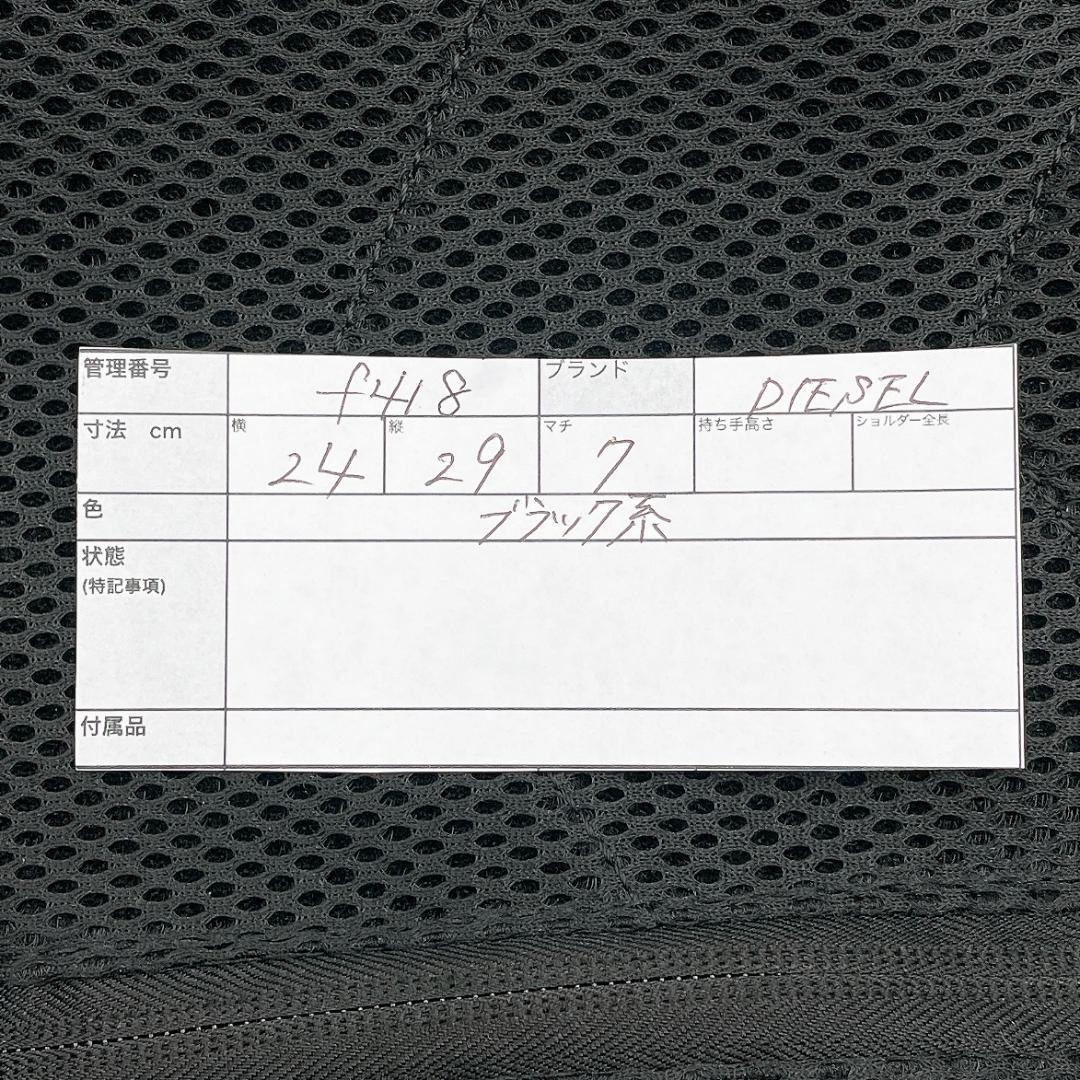 管理番号 f418 ブランド DIESEL
寸法 cm 横 24 縦 29 マチ 7 持ち手高さ ショルダー全長
色 ブラック系
状態
(特記事項)
付属品